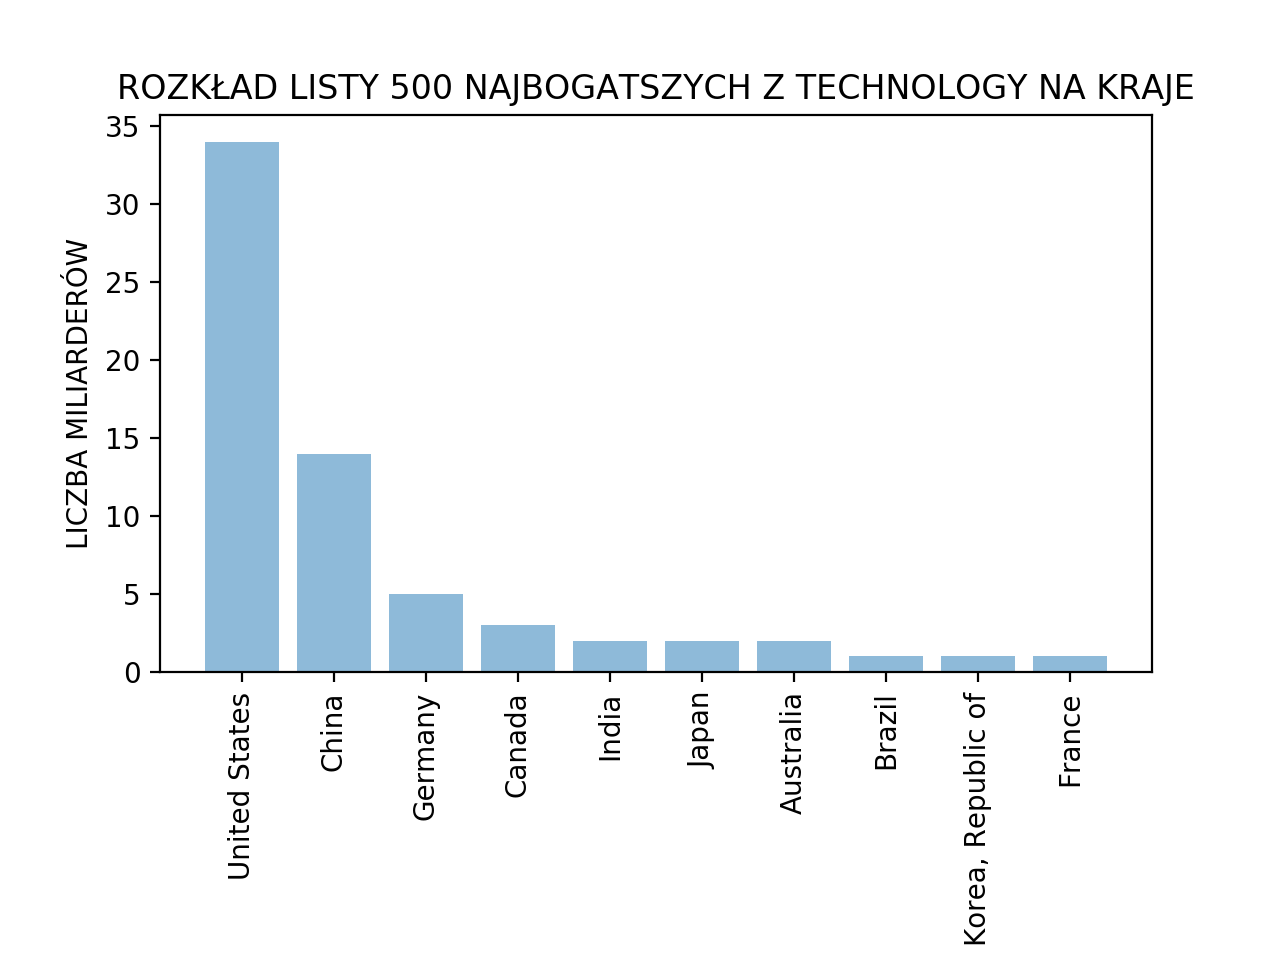 ROZKŁAD LISTY 500 NAJBOGATSZYCH Z TECHNOLOGY NA KRAJE
LICZBA MILIARDERÓW
35
30
25
20
15
10
5
0
United States
China
Germany
Canada
India
Japan
Australia
Brazil
Korea, Republic of
France